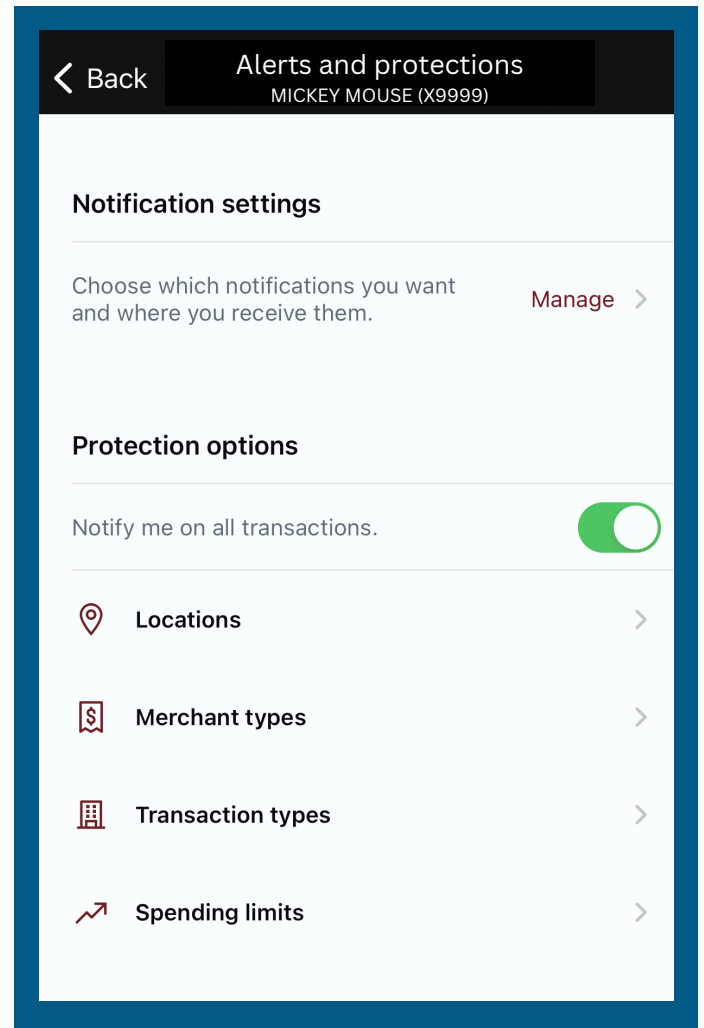 Back
Alerts and protections
MICKEY MOUSE (X9999)
Notification settings
Choose which notifications you want
and where you receive them.
Manage
Protection options
Notify me on all transactions.
Locations
$
Merchant types
Transaction types
Spending limits